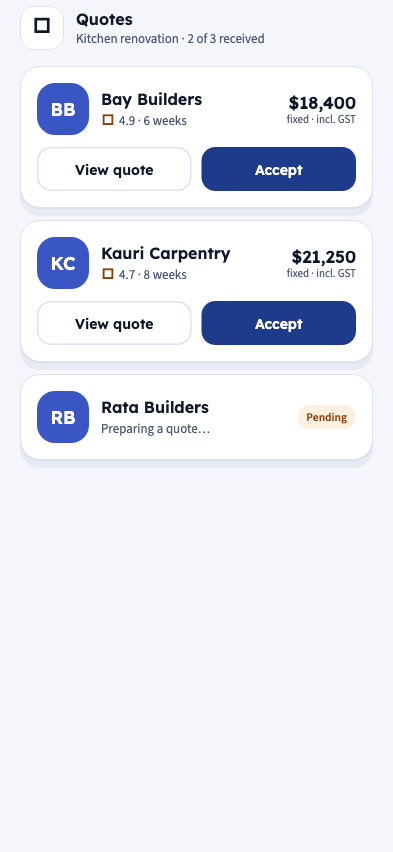 Quotes
Kitchen renovation · 2 of 3 received
BB
Bay Builders
4.9 · 6 weeks
$18,400
fixed · incl. GST
View quote
Accept
KC
Kauri Carpentry
4.7 · 8 weeks
$21,250
fixed · incl. GST
View quote
Accept
RB
Rata Builders
Preparing a quote…
Pending